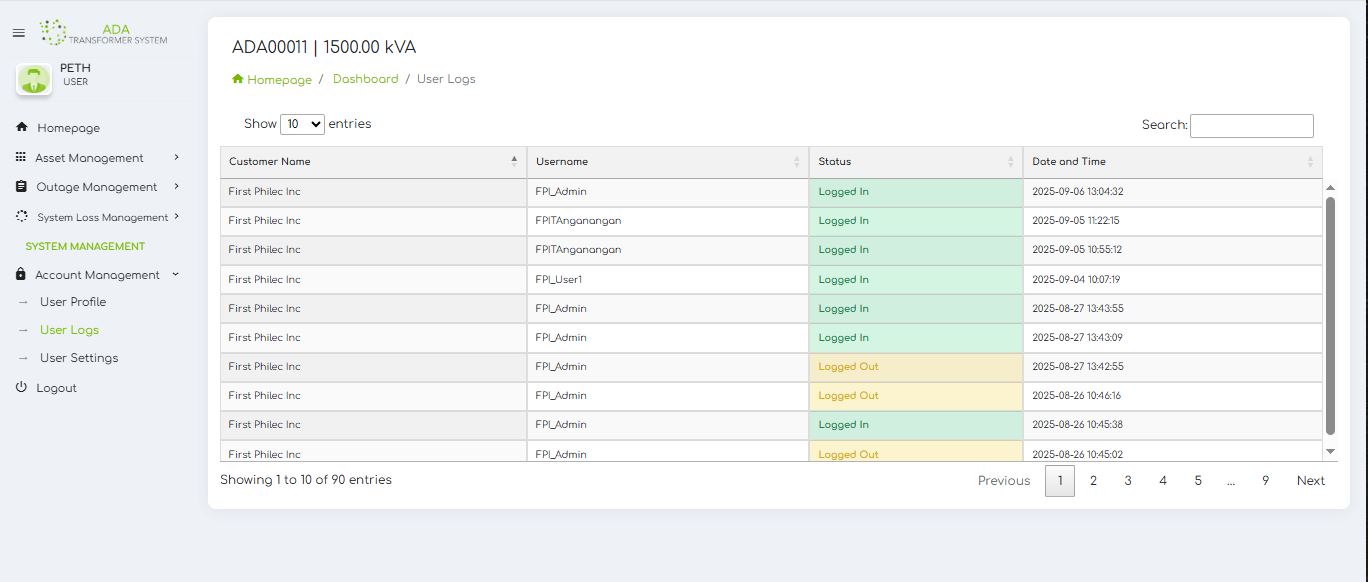 ADA
TRANSFORMER SYSTEM
PETH
USER
Homepage
Asset Management
Outage Management
System Loss Management
SYSTEM MANAGEMENT
Account Management
→ User Profile
→ User Logs
→ User Settings
Logout
ADA00011 | 1500.00 kVA
Homepage / Dashboard / User Logs
Show 10 entries
Search:
Customer Name Username Status Date and Time
First Philec Inc FPI_Admin Logged In 2025-09-06 13:04:32
First Philec Inc FPITAnganangan Logged In 2025-09-05 11:22:15
First Philec Inc FPITAnganangan Logged In 2025-09-05 10:55:12
First Philec Inc FPI_User1 Logged In 2025-09-04 10:07:19
First Philec Inc FPI_Admin Logged In 2025-08-27 13:43:55
First Philec Inc FPI_Admin Logged In 2025-08-27 13:43:09
First Philec Inc FPI_Admin Logged Out 2025-08-27 13:42:55
First Philec Inc FPI_Admin Logged Out 2025-08-26 10:46:16
First Philec Inc FPI_Admin Logged In 2025-08-26 10:45:38
First Philec Inc FPI_Admin Logged Out 2025-08-26 10:45:02
Showing 1 to 10 of 90 entries
Previous 1 2 3 4 5 ... 9 Next